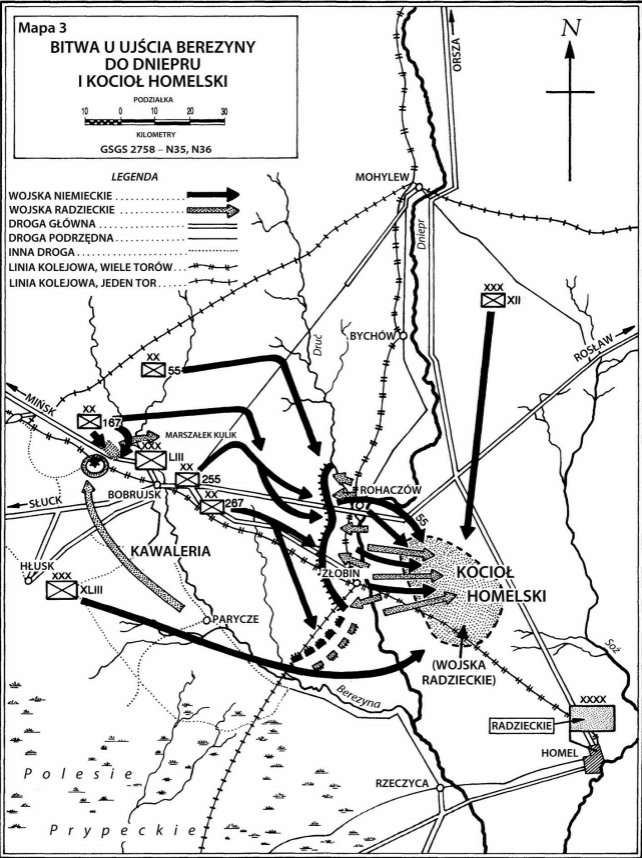 Mapa 3
BITWA U UJŚCIA BEREZYNY
DO DNIEPRU
I KOCIOŁ HOMELSKI
PODZIAŁKA
10 0 10 20 30
KILOMETRY
GSGS 2758 – N35, N36
N
ORSZA
LEGENDA
WOJSKA NIEMIECKIE
WOJSKA RADZIECKIE
DROGA GŁÓWNA
DROGA PODRZĘDNA
INNA DROGA
LINIA KOLEJOWA, WIELE TORÓW
LINIA KOLEJOWA, JEDEN TOR
MOHYLEW
Dniepr
XXX
XII
Druć
BYCHÓW
ROSŁAW
XX
55
MIŃSK
XX
167
MARSZAŁEK KULIK
XXX
LIII
XX
255
BOBRUJSK
XX
267
ROHACZÓW
55
SŁUCK
KAWALERIA
HŁUSK
XXX
XLIII
ŻŁOBIN
KOCIOŁ
HOMELSKI
PARYCZE
(WOJSKA
RADZIECKIE)
Soż
Berezyna
XXXX
RADZIECKIE
HOMEL
Polesie
RZECZYCA
Prypeckie